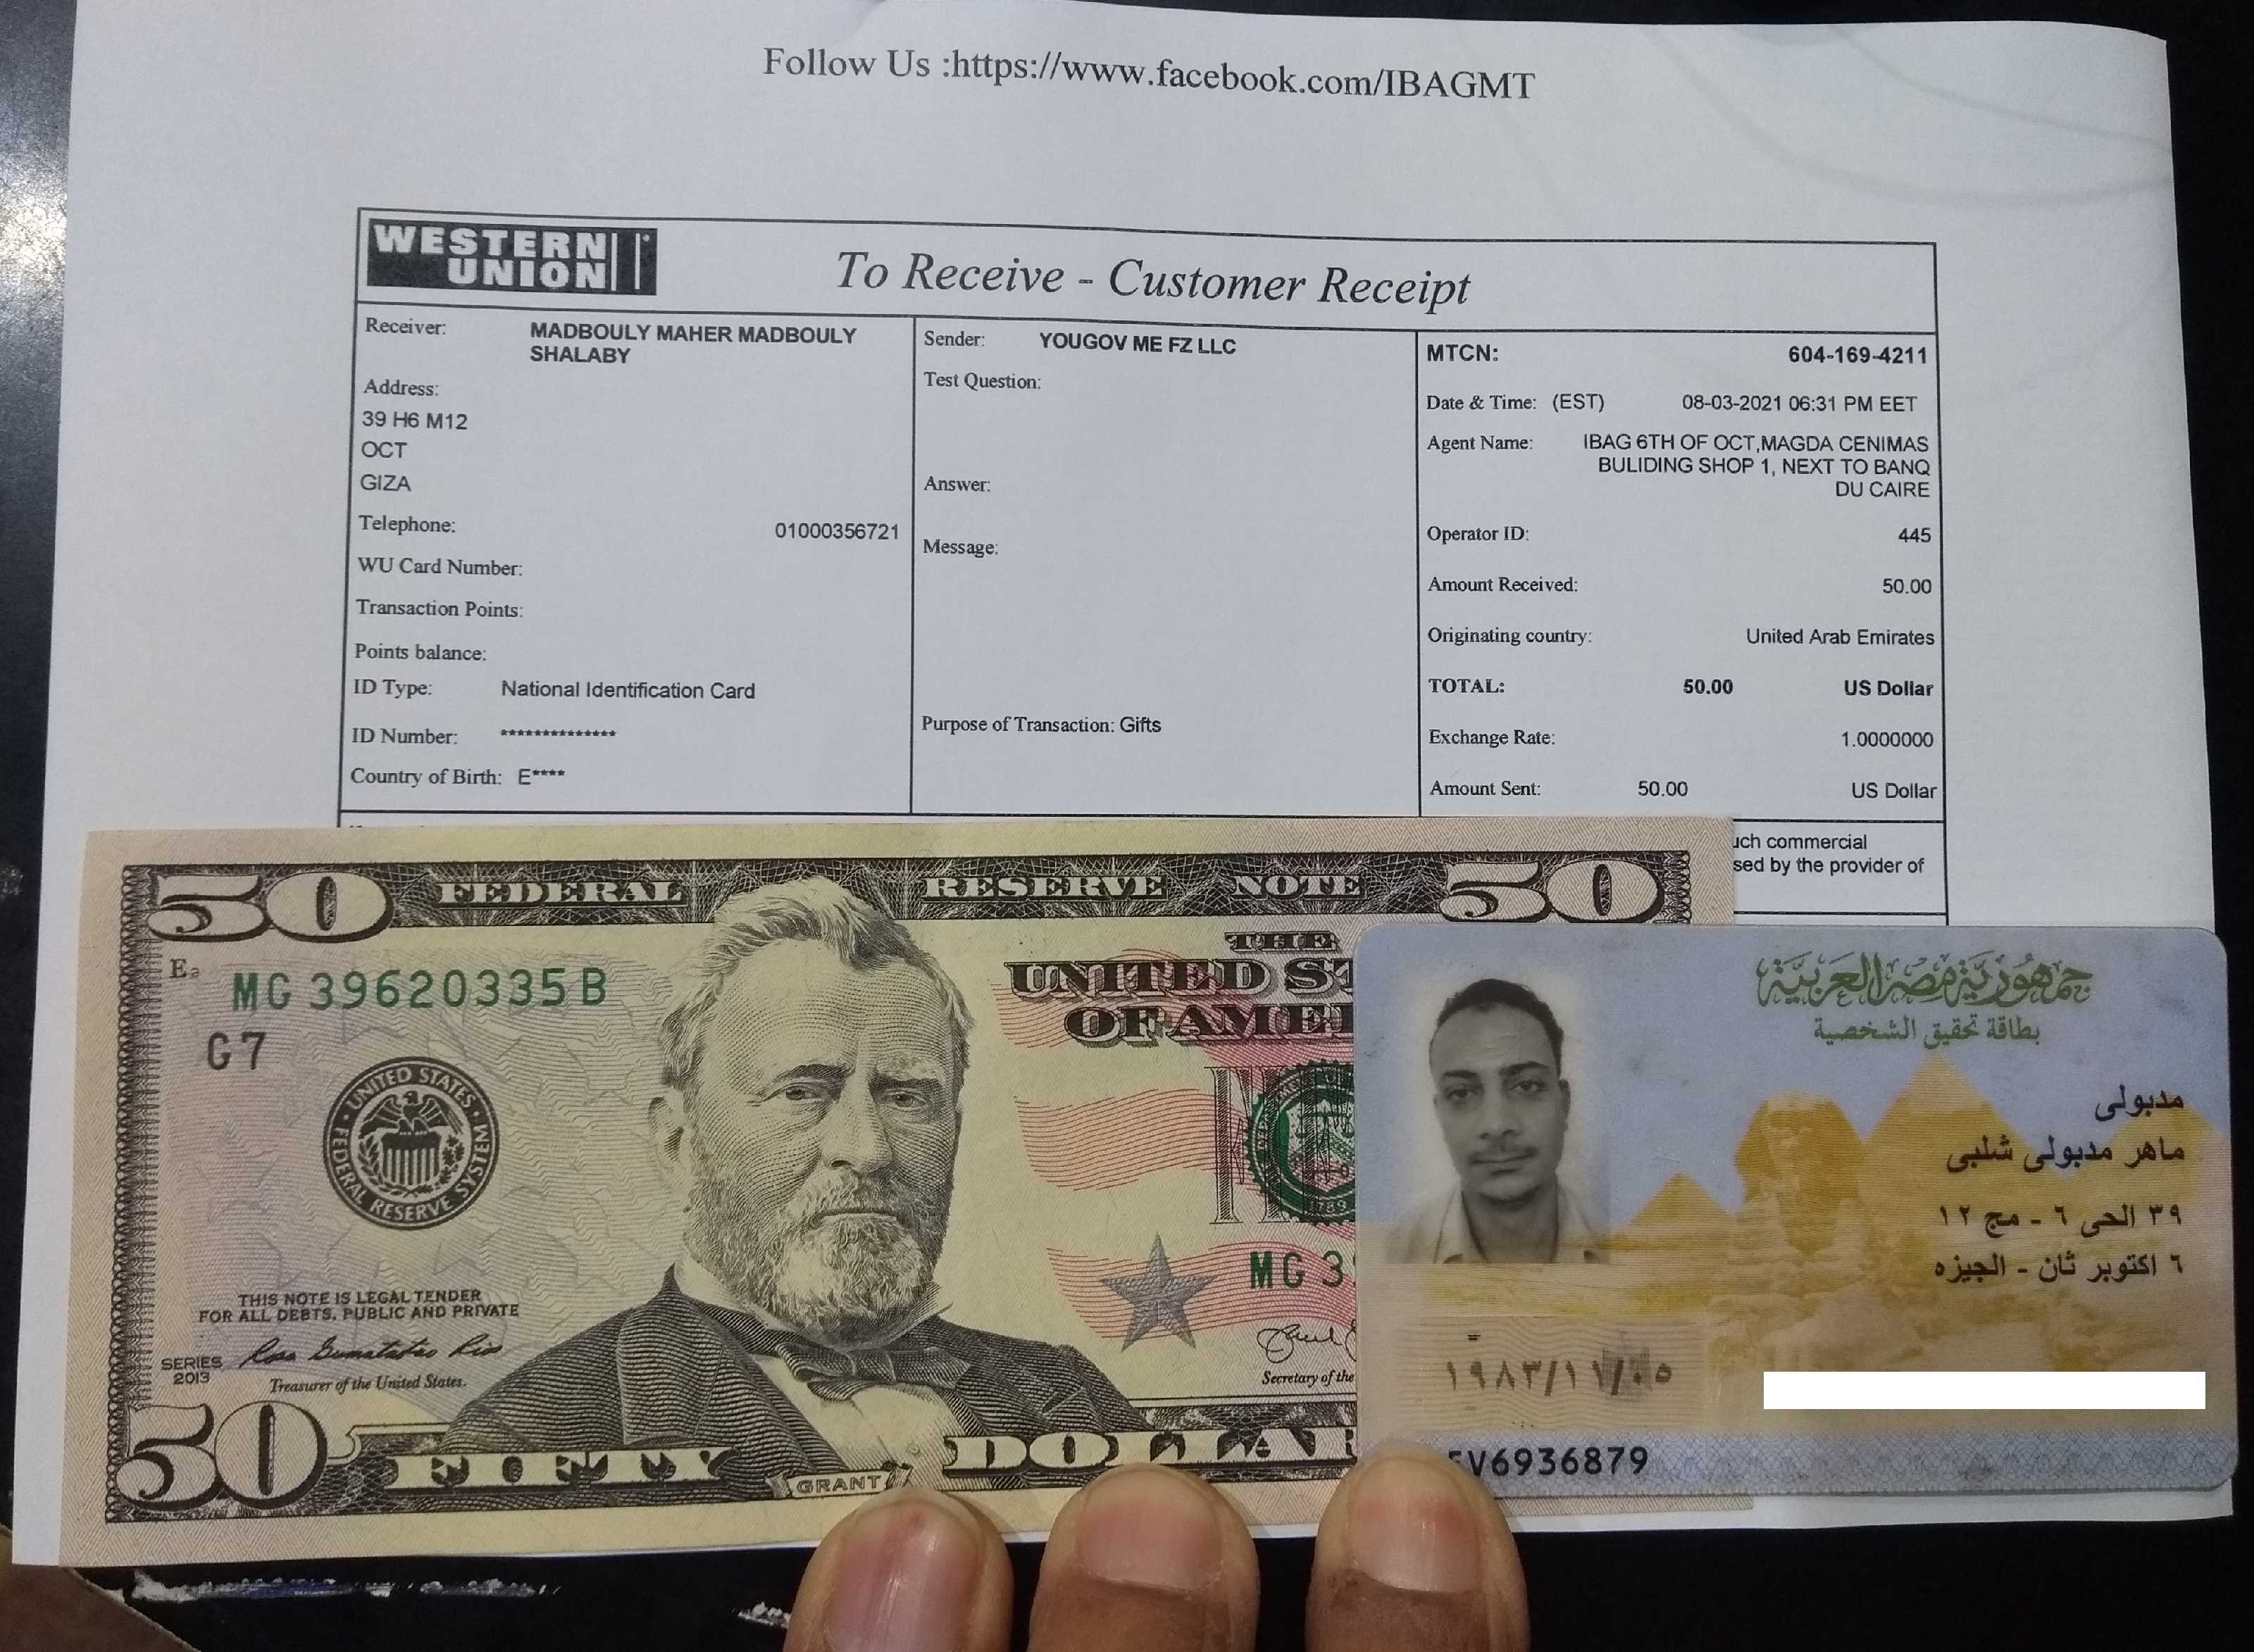 Follow Us :https://www.facebook.com/IBAGMT
WESTERN UNION
To Receive - Customer Receipt
Receiver: MADBOULY MAHER MADBOULY SHALABY
Address:
39 H6 M12
OCT
GIZA
Telephone: 01000356721
WU Card Number:
Transaction Points:
Points balance:
ID Type: National Identification Card
ID Number: **************
Country of Birth: E****
Sender: YOUGOV ME FZ LLC
Test Question:
Answer:
Message:
Purpose of Transaction: Gifts
MTCN: 604-169-4211
Date & Time: (EST) 08-03-2021 06:31 PM EET
Agent Name: IBAG 6TH OF OCT,MAGDA CENIMAS
BULIDING SHOP 1, NEXT TO BANQ
DU CAIRE
Operator ID: 445
Amount Received: 50.00
Originating country: United Arab Emirates
TOTAL: 50.00 US Dollar
Exchange Rate: 1.0000000
Amount Sent: 50.00 US Dollar
commercial
by the provider of
50 FEDERAL RESERVE NOTE 50
THE
UNITED
OF
E
MG 39620335 B
G7
UNITED STATES FEDERAL RESERVE SYSTEM
1789
MG 3
THIS NOTE IS LEGAL TENDER
FOR ALL DEBTS, PUBLIC AND PRIVATE
SERIES
2013
Treasurer of the United States.
Secretary of the
50 FIFTY DOLLAR
GRANT
جمهورية مصر العربية
بطاقة تحقيق الشخصية
مدبولى
ماهر مدبولى شلبى
٣٩ الحى ٦ - مج ١٢
٦ اكتوبر ثان - الجيزه
١٩٨٣/١١/٠٥
V6936879